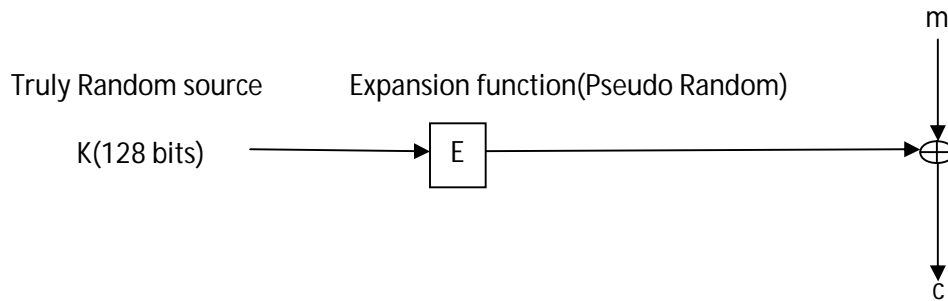 m
Truly Random source
Expansion function(Pseudo Random)
K(128 bits)
E
c